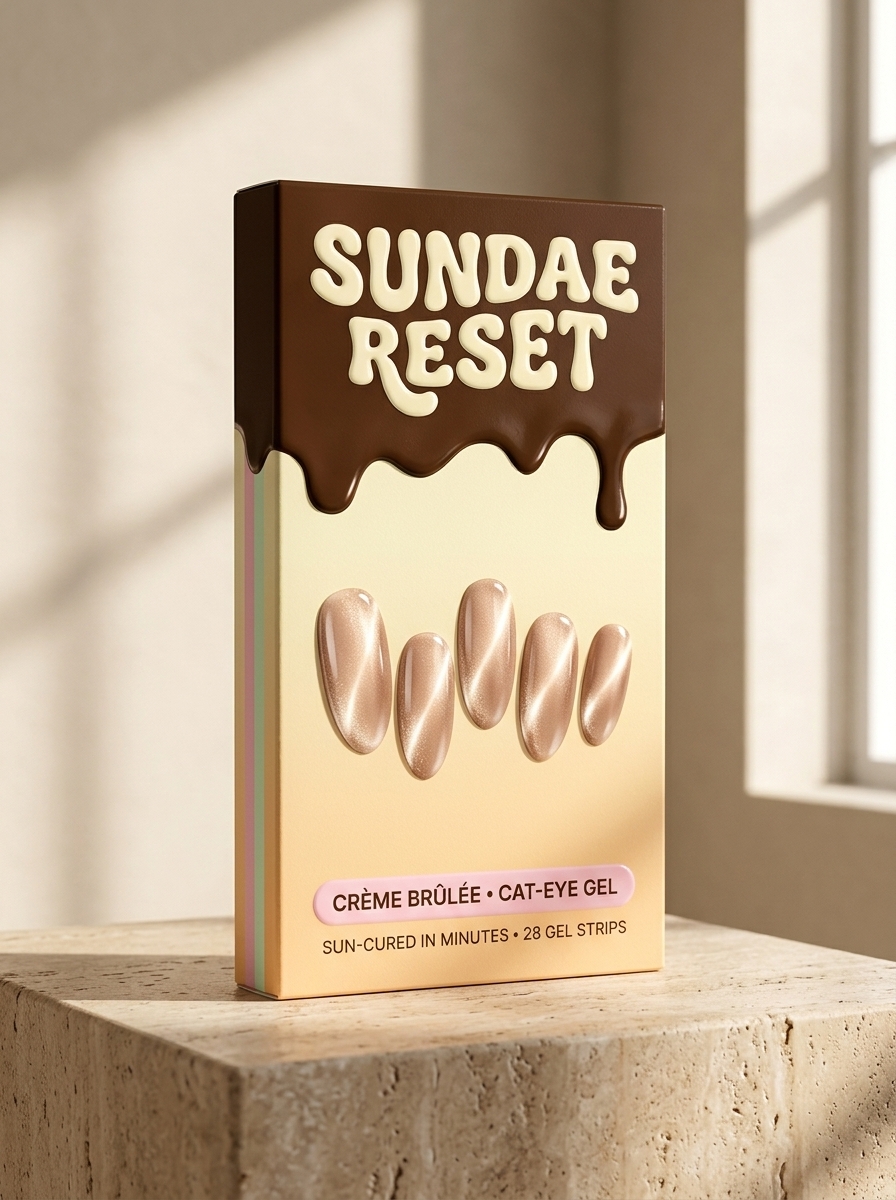 SUNDAE
RESET
CRÈME BRÛLÉE • CAT-EYE GEL
SUN-CURED IN MINUTES • 28 GEL STRIPS